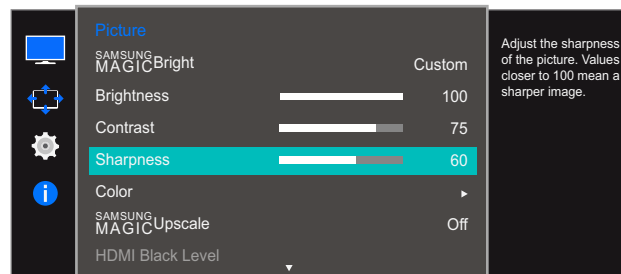 Picture
SAMSUNG
MAGICBright Custom
Brightness 100
Contrast 75
Sharpness 60
Color
SAMSUNG
MAGICUpscale Off
HDMI Black Level
Adjust the sharpness
of the picture. Values
closer to 100 mean a
sharper image.